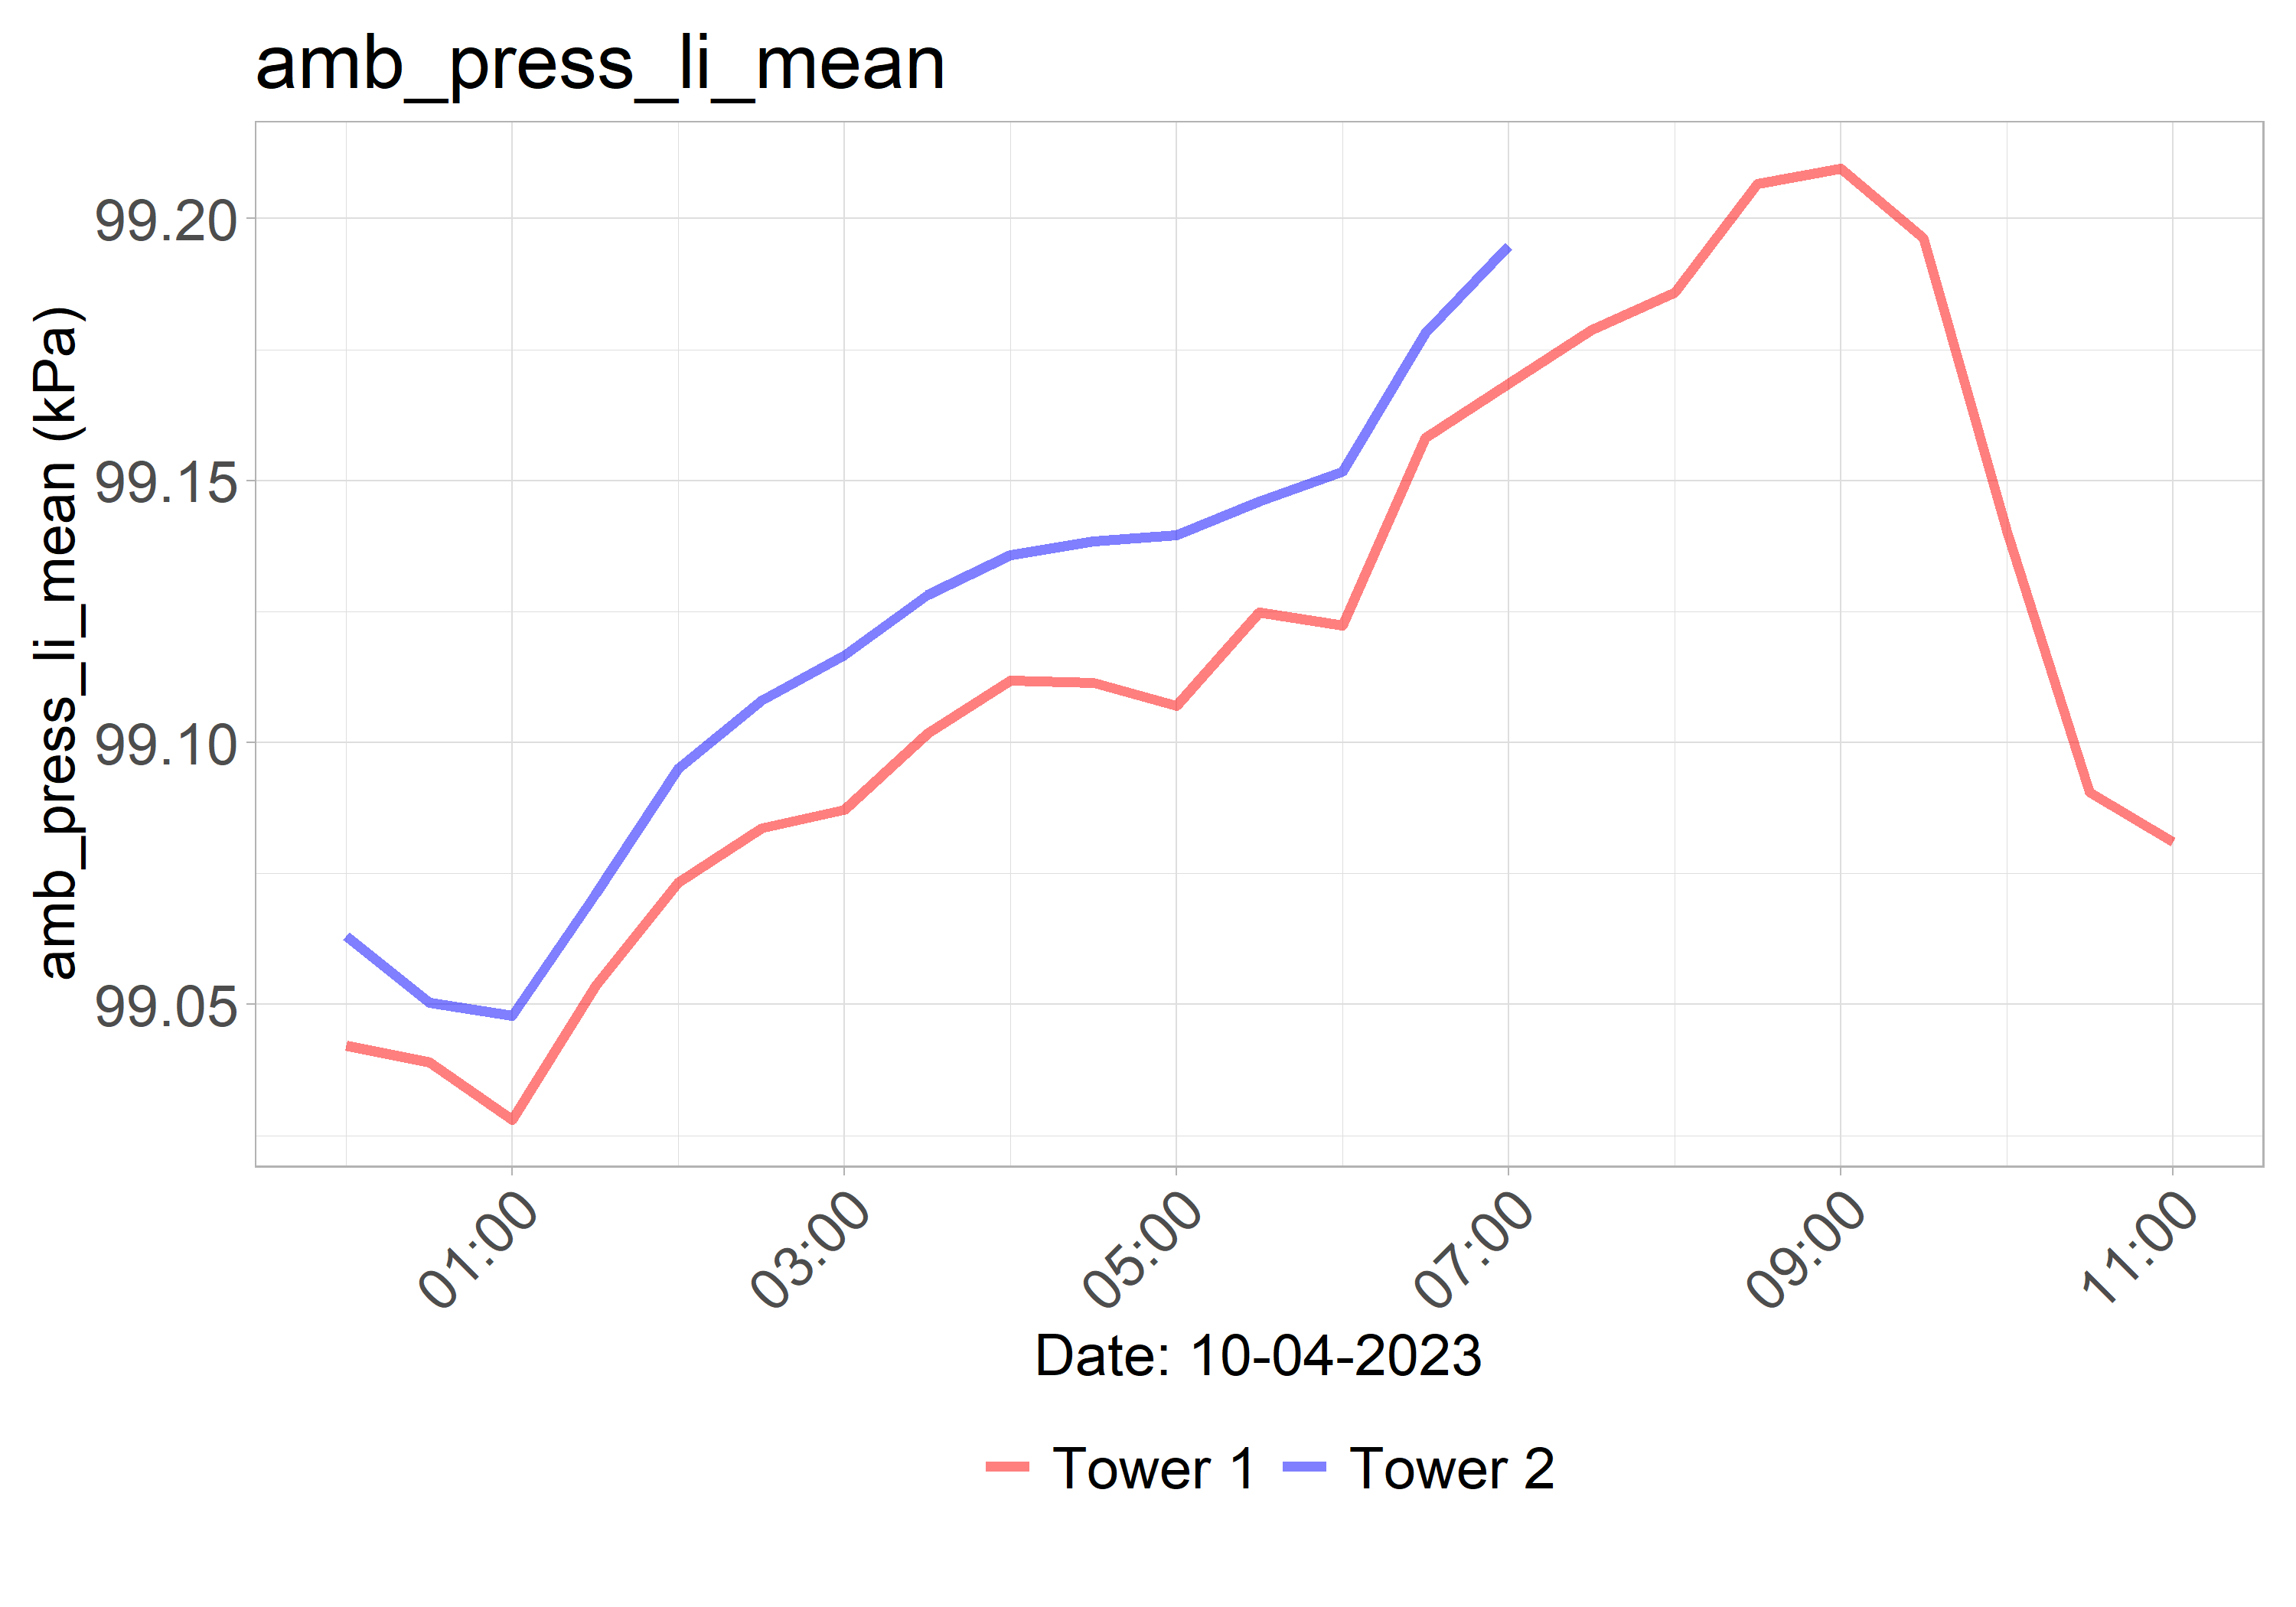 amb_press_li_mean
amb_press_li_mean (kPa)
99.20
99.15
99.10
99.05
01:00
03:00
05:00
07:00
09:00
11:00
Date: 10-04-2023
Tower 1
Tower 2